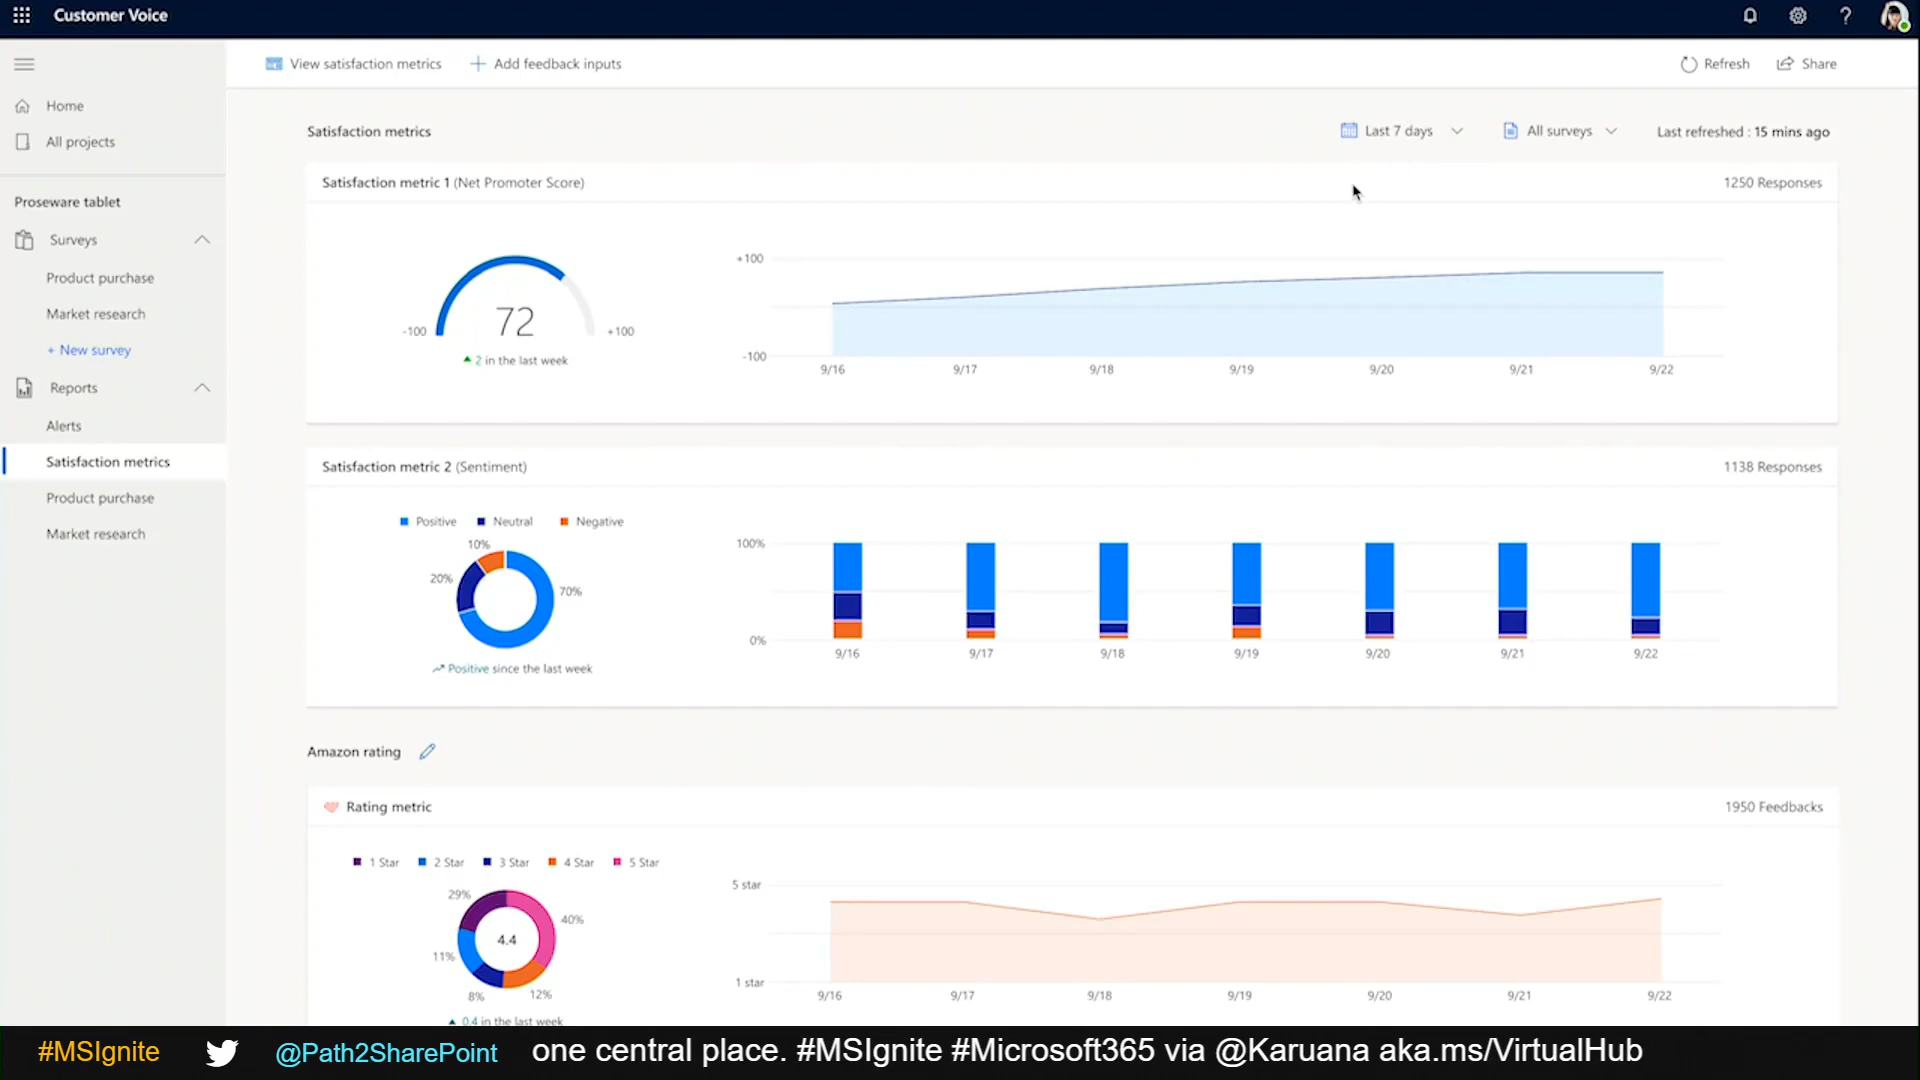 Customer Voice
?
View satisfaction metrics
Add feedback inputs
Refresh
Share
Home
All projects
Proseware tablet
Surveys
Product purchase
Market research
+ New survey
Reports
Alerts
Satisfaction metrics
Product purchase
Market research
Satisfaction metrics
Last 7 days
All surveys
Last refreshed : 15 mins ago
Satisfaction metric 1 (Net Promoter Score)
1250 Responses
72
-100
+100
2 in the last week
+100
-100
9/16 9/17 9/18 9/19 9/20 9/21 9/22
Satisfaction metric 2 (Sentiment)
1138 Responses
Positive Neutral Negative
10%
20%
70%
Positive since the last week
100%
0%
9/16 9/17 9/18 9/19 9/20 9/21 9/22
Amazon rating
Rating metric
1950 Feedbacks
1 Star 2 Star 3 Star 4 Star 5 Star
29%
40%
4.4
11%
8%
12%
0.4 in the last week
5 star
1 star
9/16 9/17 9/18 9/19 9/20 9/21 9/22
#MSIgnite @Path2SharePoint one central place. #MSIgnite #Microsoft365 via @Karuana aka.ms/VirtualHub